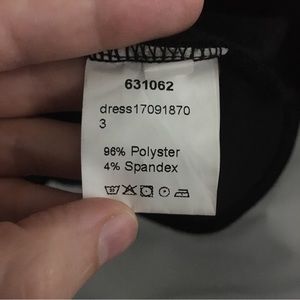 631062
dress17091870
3
96% Polyster
4% Spandex